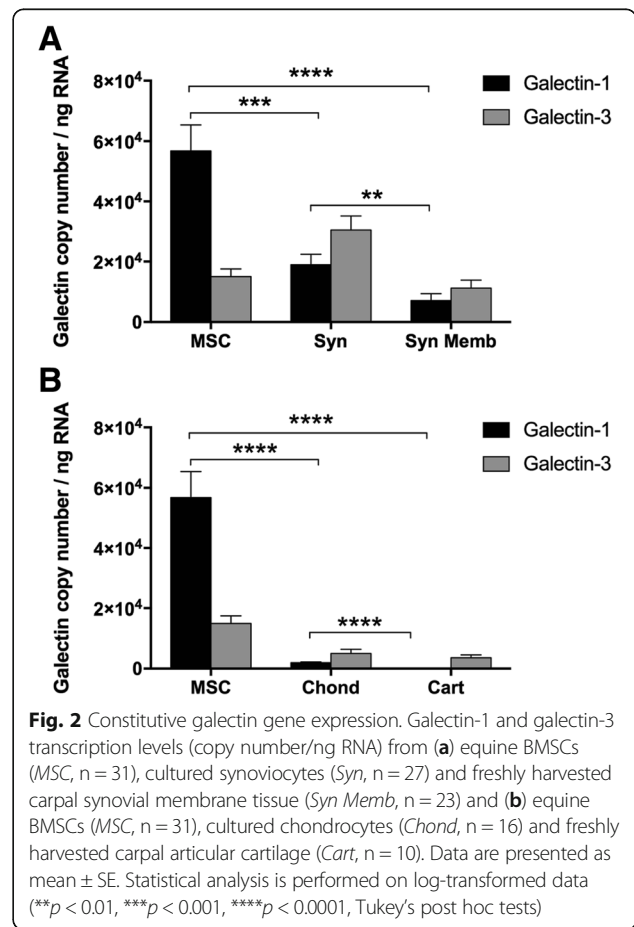 A
Galectin copy number / ng RNA
8×10⁴
6×10⁴
4×10⁴
2×10⁴
0
****
***
**
Galectin-1
Galectin-3
MSC Syn Syn Memb
B
Galectin copy number / ng RNA
8×10⁴
6×10⁴
4×10⁴
2×10⁴
0
****
****
****
Galectin-1
Galectin-3
MSC Chond Cart
Fig. 2 Constitutive galectin gene expression. Galectin-1 and galectin-3
transcription levels (copy number/ng RNA) from (a) equine BMSCs
(MSC, n = 31), cultured synoviocytes (Syn, n = 27) and freshly harvested
carpal synovial membrane tissue (Syn Memb, n = 23) and (b) equine
BMSCs (MSC, n = 31), cultured chondrocytes (Chond, n = 16) and freshly
harvested carpal articular cartilage (Cart, n = 10). Data are presented as
mean ± SE. Statistical analysis is performed on log-transformed data
(**p < 0.01, ***p < 0.001, ****p < 0.0001, Tukey's post hoc tests)